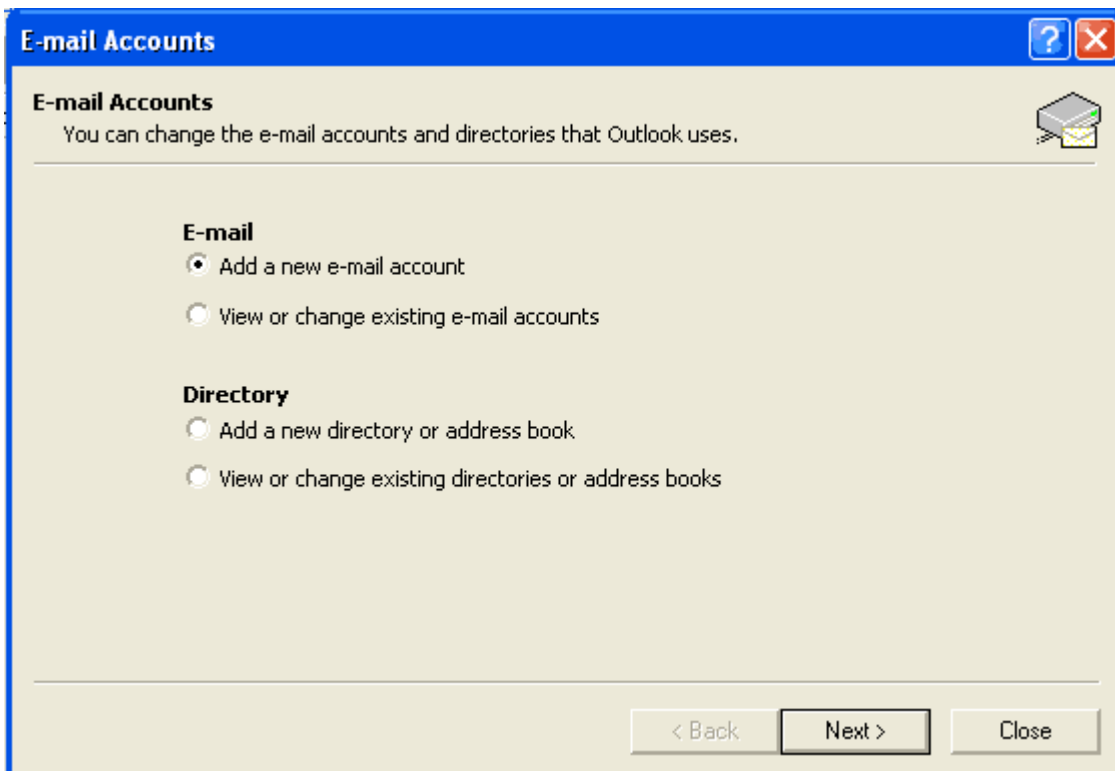 E-mail Accounts
?
E-mail Accounts
You can change the e-mail accounts and directories that Outlook uses.
E-mail
Add a new e-mail account
View or change existing e-mail accounts
Directory
Add a new directory or address book
View or change existing directories or address books
< Back Next > Close